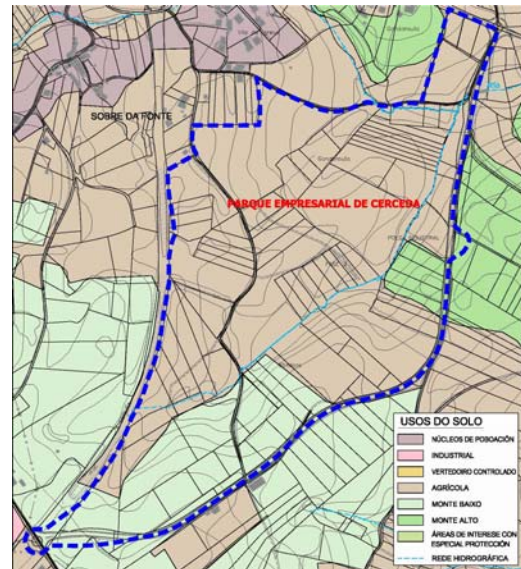 SOBRE DA FONTE
PARQUE EMPRESARIAL DE CERCEDA
USOS DO SOLO
NÚCLEOS DE POBOACIÓN
INDUSTRIAL
VERTEDOIRO CONTROLADO
AGRÍCOLA
MONTE BAIXO
MONTE ALTO
ÁREAS DE INTERESE CON
ESPECIAL PROTECCIÓN
REDE HIDROGRÁFICA